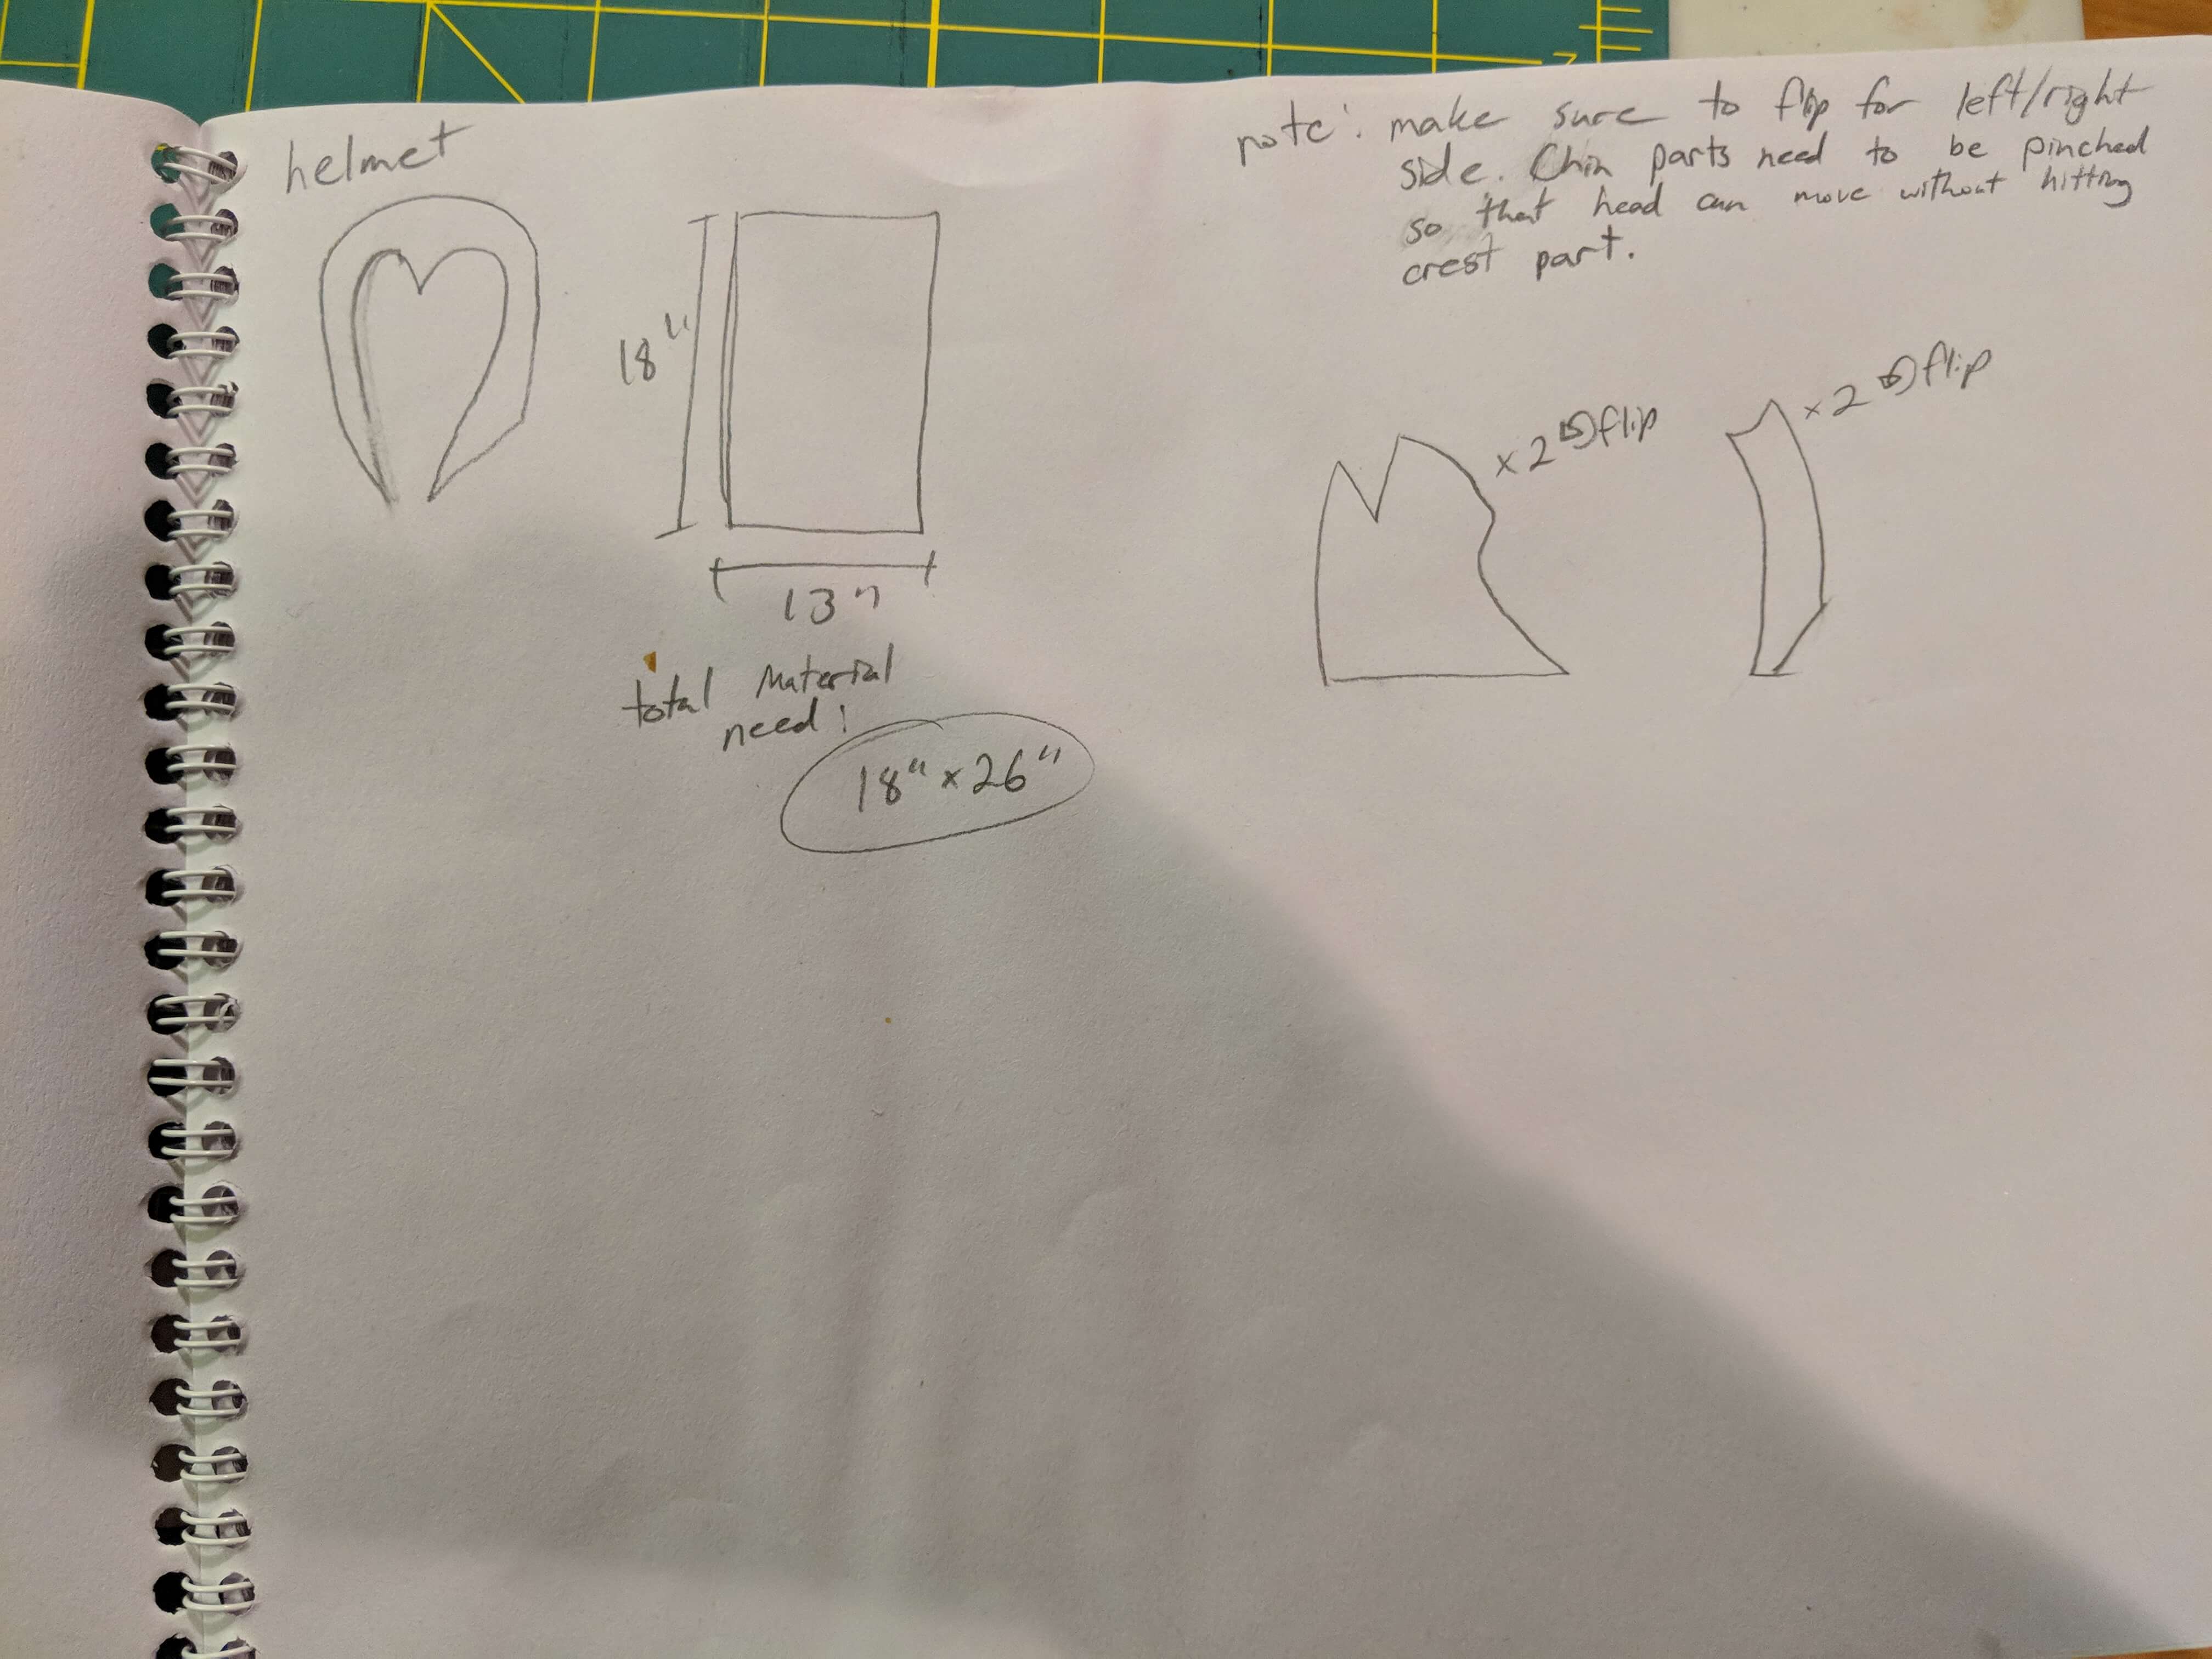 helmet
note: make sure to flip for left/right
side. Chin parts need to be pinched
so that head can move without hitting
crest part.
18"
13"
total Material
need:
18" x 26"
x 2 flip
x 2 flip